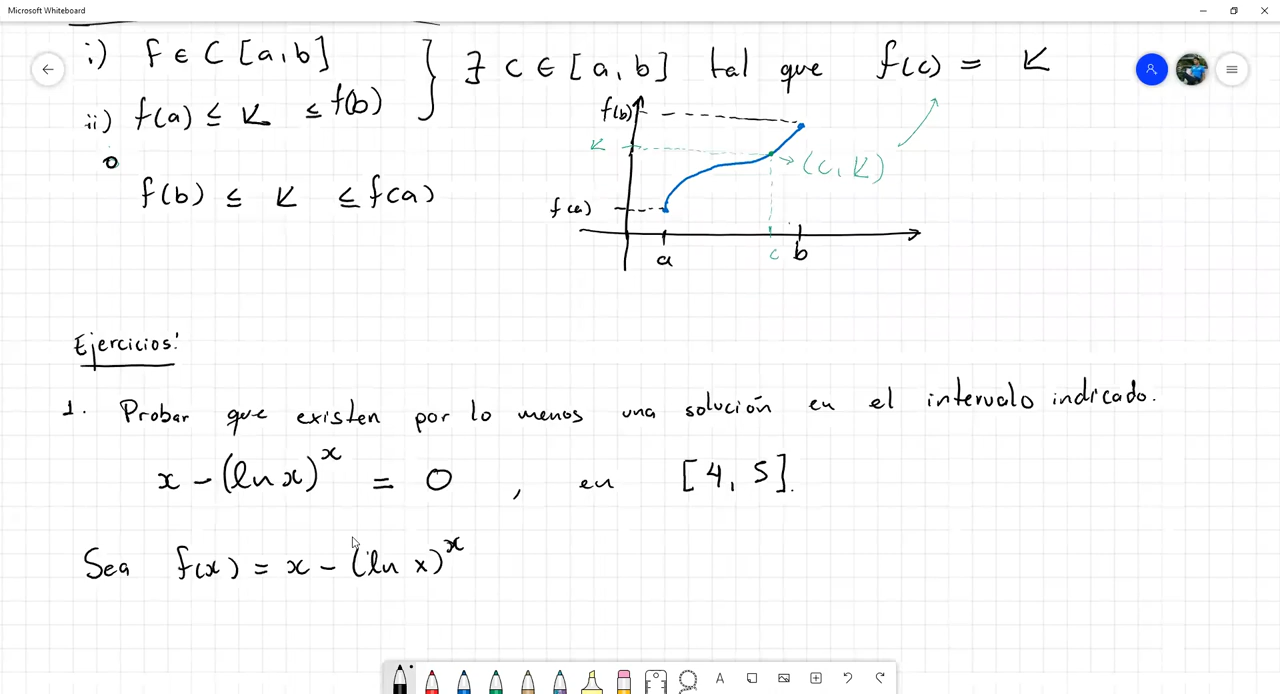 Microsoft Whiteboard
i) f ∈ C [a,b] } ∃ c ∈ [a,b] tal que f(c) = K
ii) f(a) ≤ K ≤ f(b)
o
f(b) ≤ K ≤ f(a)
f(b)
K
(c, K)
f(a)
a c b
Ejercicios:
1. Probar que existen por lo menos una solución en el intervalo indicado.
x - (ln x)^x = 0 , en [4, 5].
Sea f(x) = x - (ln x)^x
A